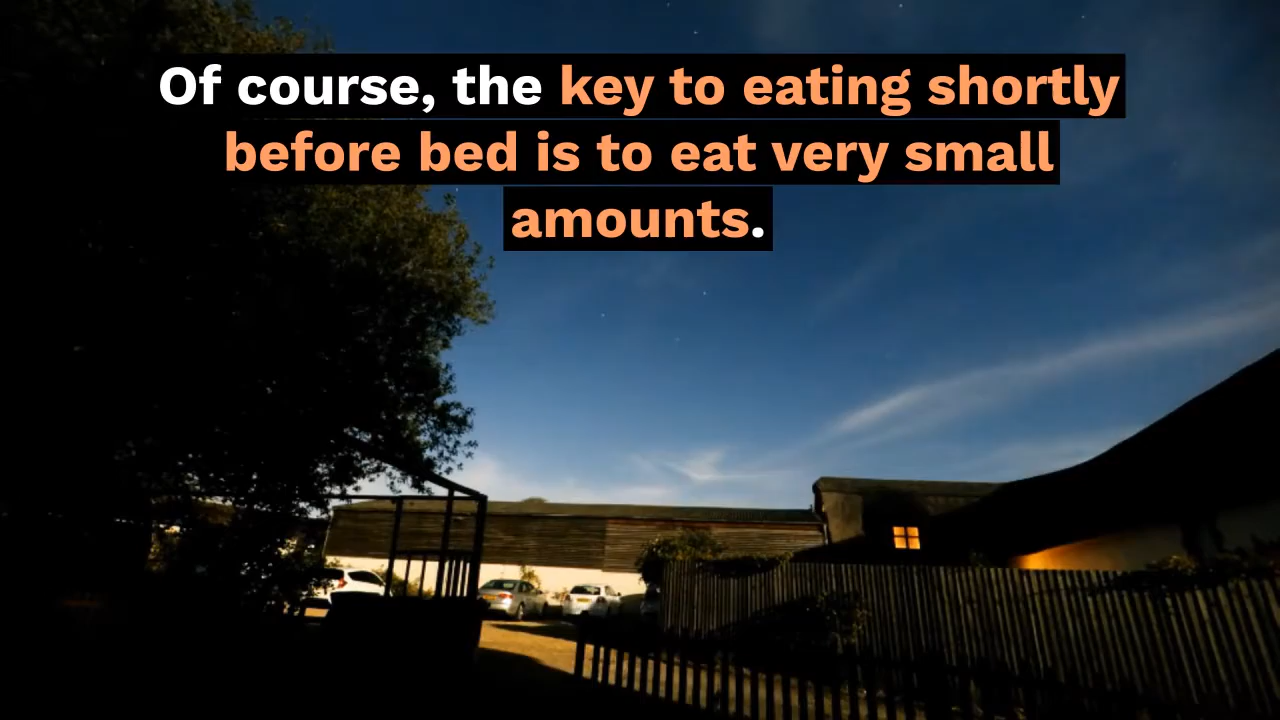 Of course, the key to eating shortly
before bed is to eat very small
amounts.